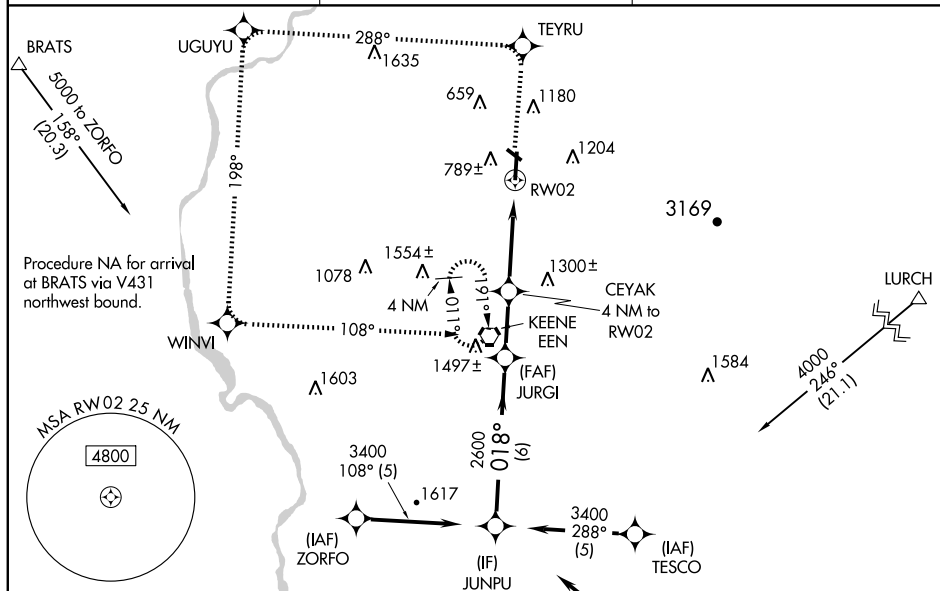 BRATS
5000 to ZORFO
158°
(20.3)
UGUYU
288°
1635
TEYRU
659
1180
789±
1204
RW02
198°
3169
Procedure NA for arrival
at BRATS via V431
northwest bound.
1078
1554±
4 NM
011°
191°
1300±
CEYAK
4 NM to
RW02
LURCH
4000
246°
(21.1)
WINVI
108°
KEENE
EEN
1497±
(FAF)
JURGI
1584
1603
MSA RW02 25 NM
4800
2600
018°
(6)
3400
108° (5)
1617
(IAF)
ZORFO
(IF)
JUNPU
3400
288°
(5)
(IAF)
TESCO